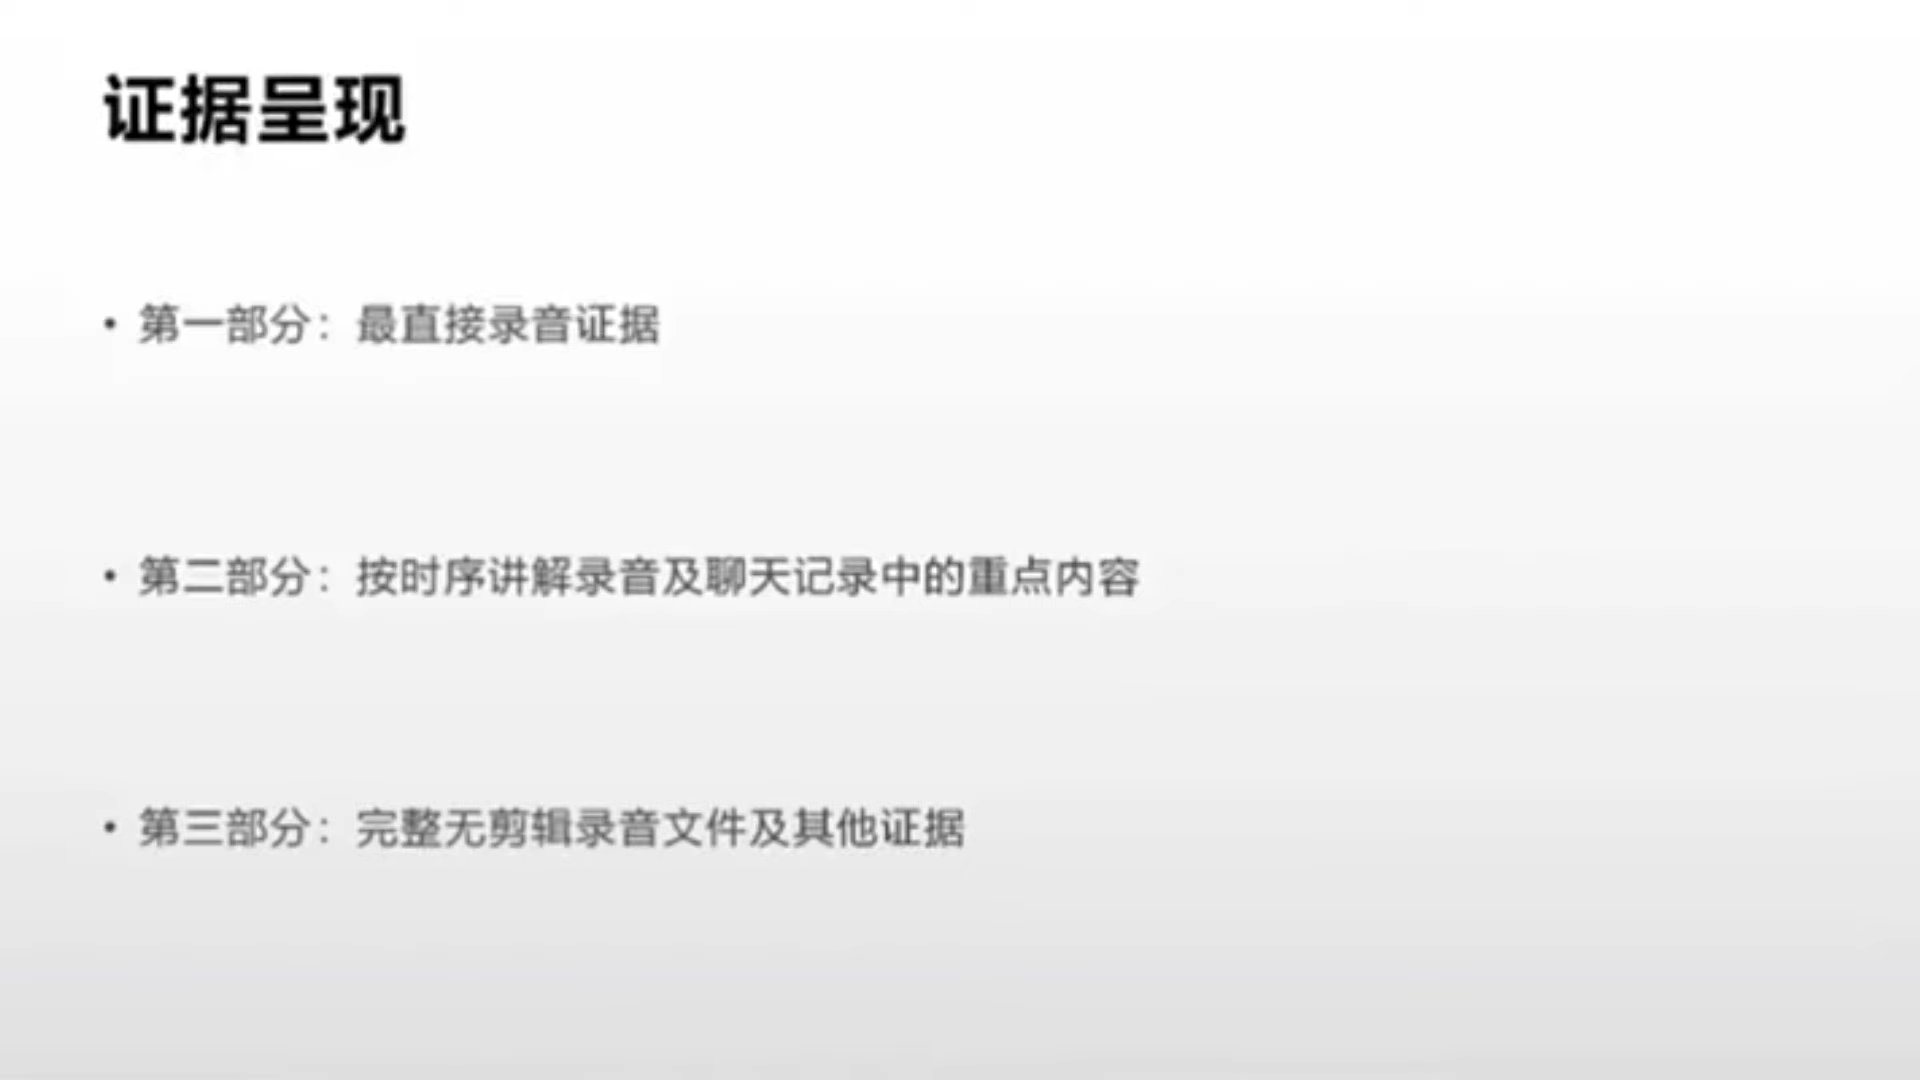 证据呈现
• 第一部分：最直接录音证据
• 第二部分：按时序讲解录音及聊天记录中的重点内容
• 第三部分：完整无剪辑录音文件及其他证据